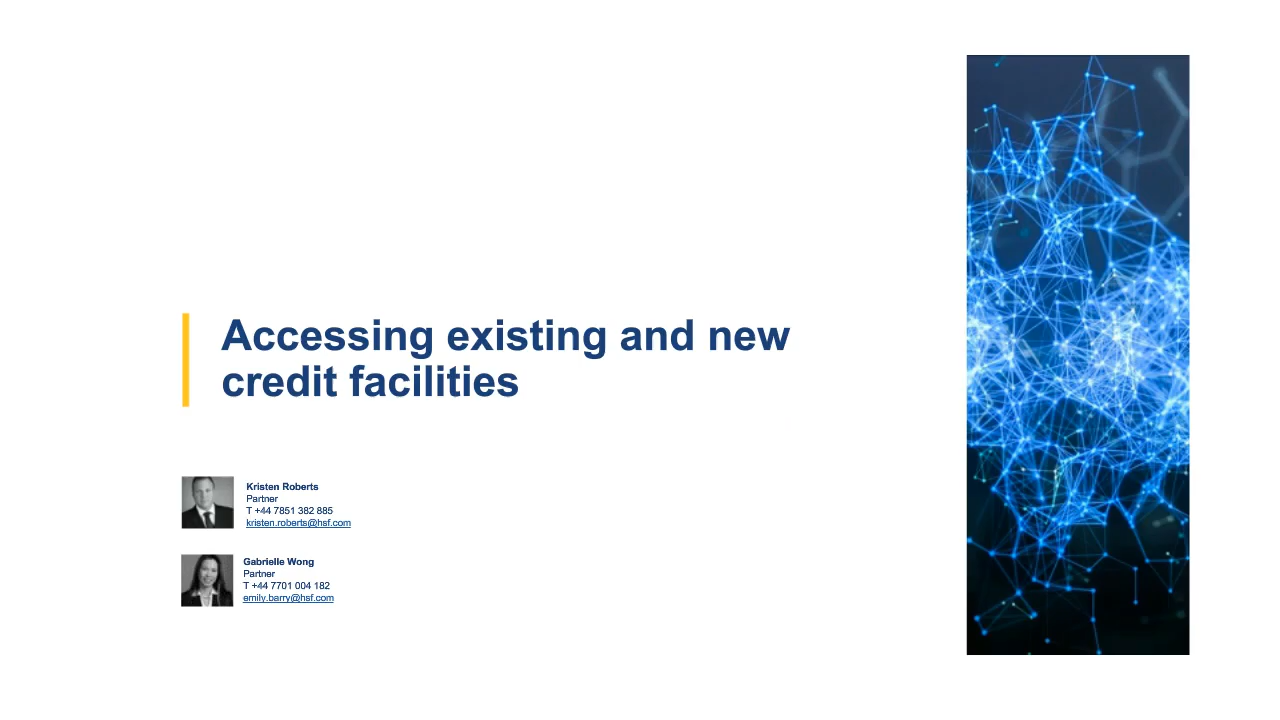 Accessing existing and new
credit facilities
Kristen Roberts
Partner
T +44 7851 382 885
kristen.roberts@hsf.com
Gabrielle Wong
Partner
T +44 7701 004 182
emily.barry@hsf.com